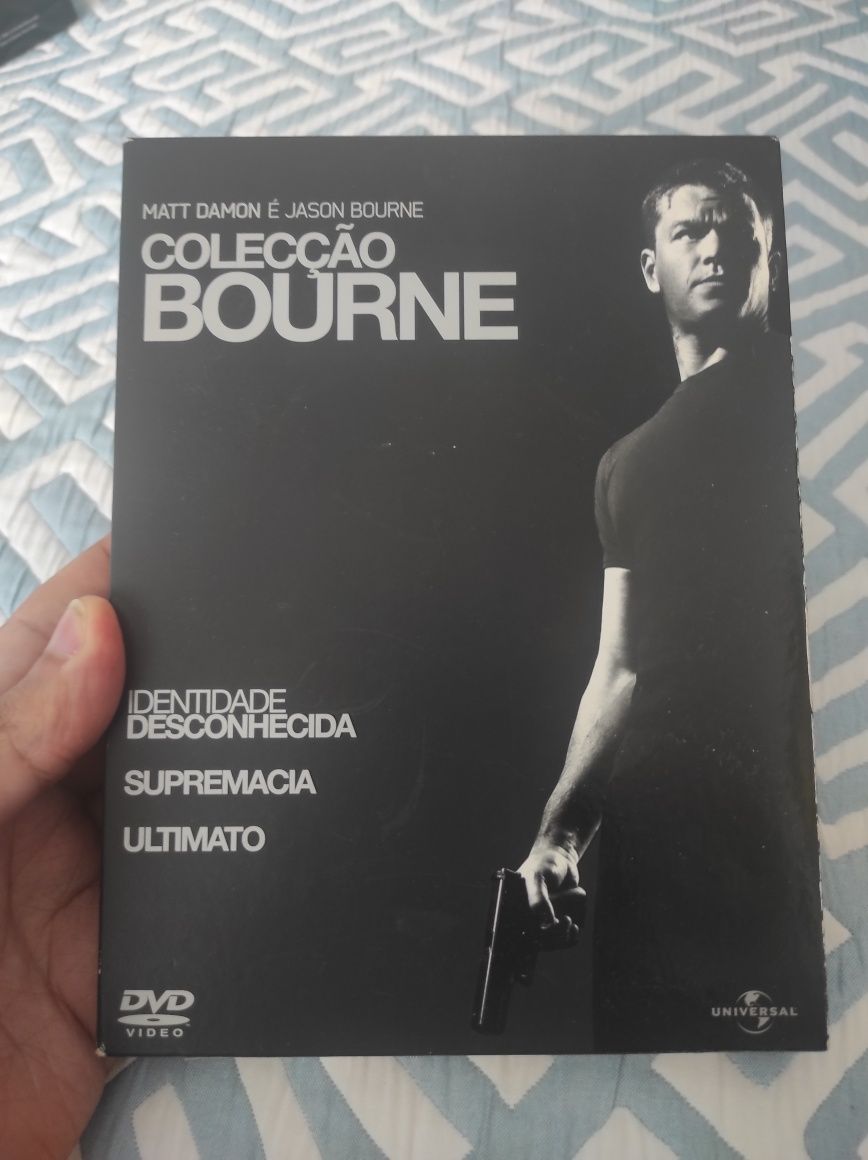 MATT DAMON É JASON BOURNE
COLECÇÃO
BOURNE
IDENTIDADE
DESCONHECIDA
SUPREMACIA
ULTIMATO
DVD
VIDEO
UNIVERSAL